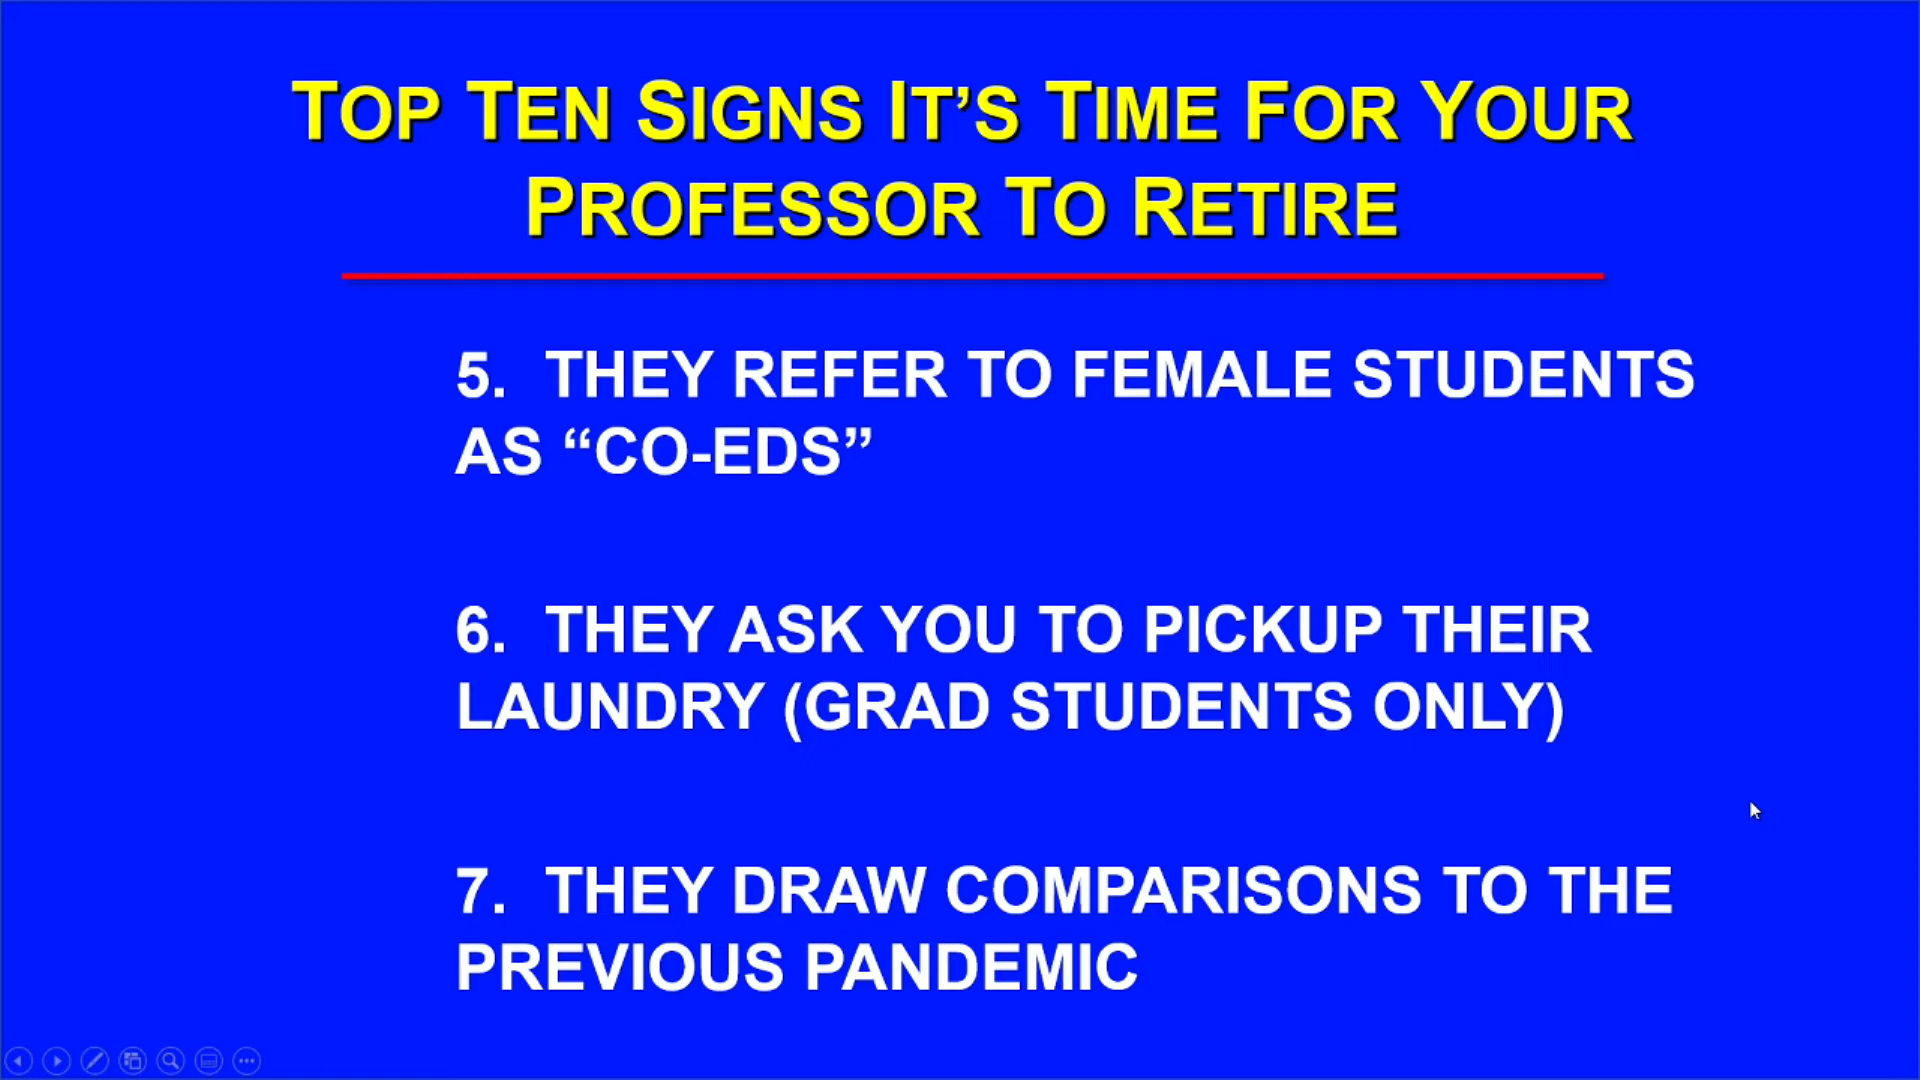 TOP TEN SIGNS IT’S TIME FOR YOUR
PROFESSOR TO RETIRE
5. THEY REFER TO FEMALE STUDENTS
AS “CO-EDS”
6. THEY ASK YOU TO PICKUP THEIR
LAUNDRY (GRAD STUDENTS ONLY)
7. THEY DRAW COMPARISONS TO THE
PREVIOUS PANDEMIC